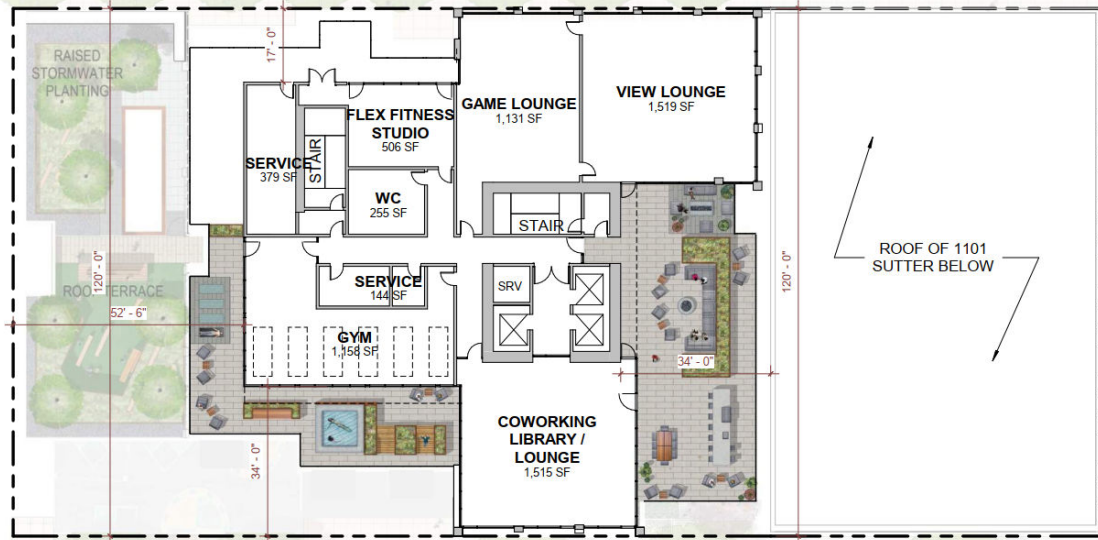 17' - 0"
RAISED
STORMWATER
PLANTING
GAME LOUNGE
1,131 SF
VIEW LOUNGE
1,519 SF
FLEX FITNESS
STUDIO
506 SF
SERVICE
379 SF
STAIR
WC
255 SF
STAIR
ROOF OF 1101
SUTTER BELOW
120' - 0"
ROOF TERRACE
52' - 6"
SERVICE
144 SF
SRV
120' - 0"
GYM
1,158 SF
34' - 0"
COWORKING
LIBRARY /
LOUNGE
1,515 SF
34' - 0"